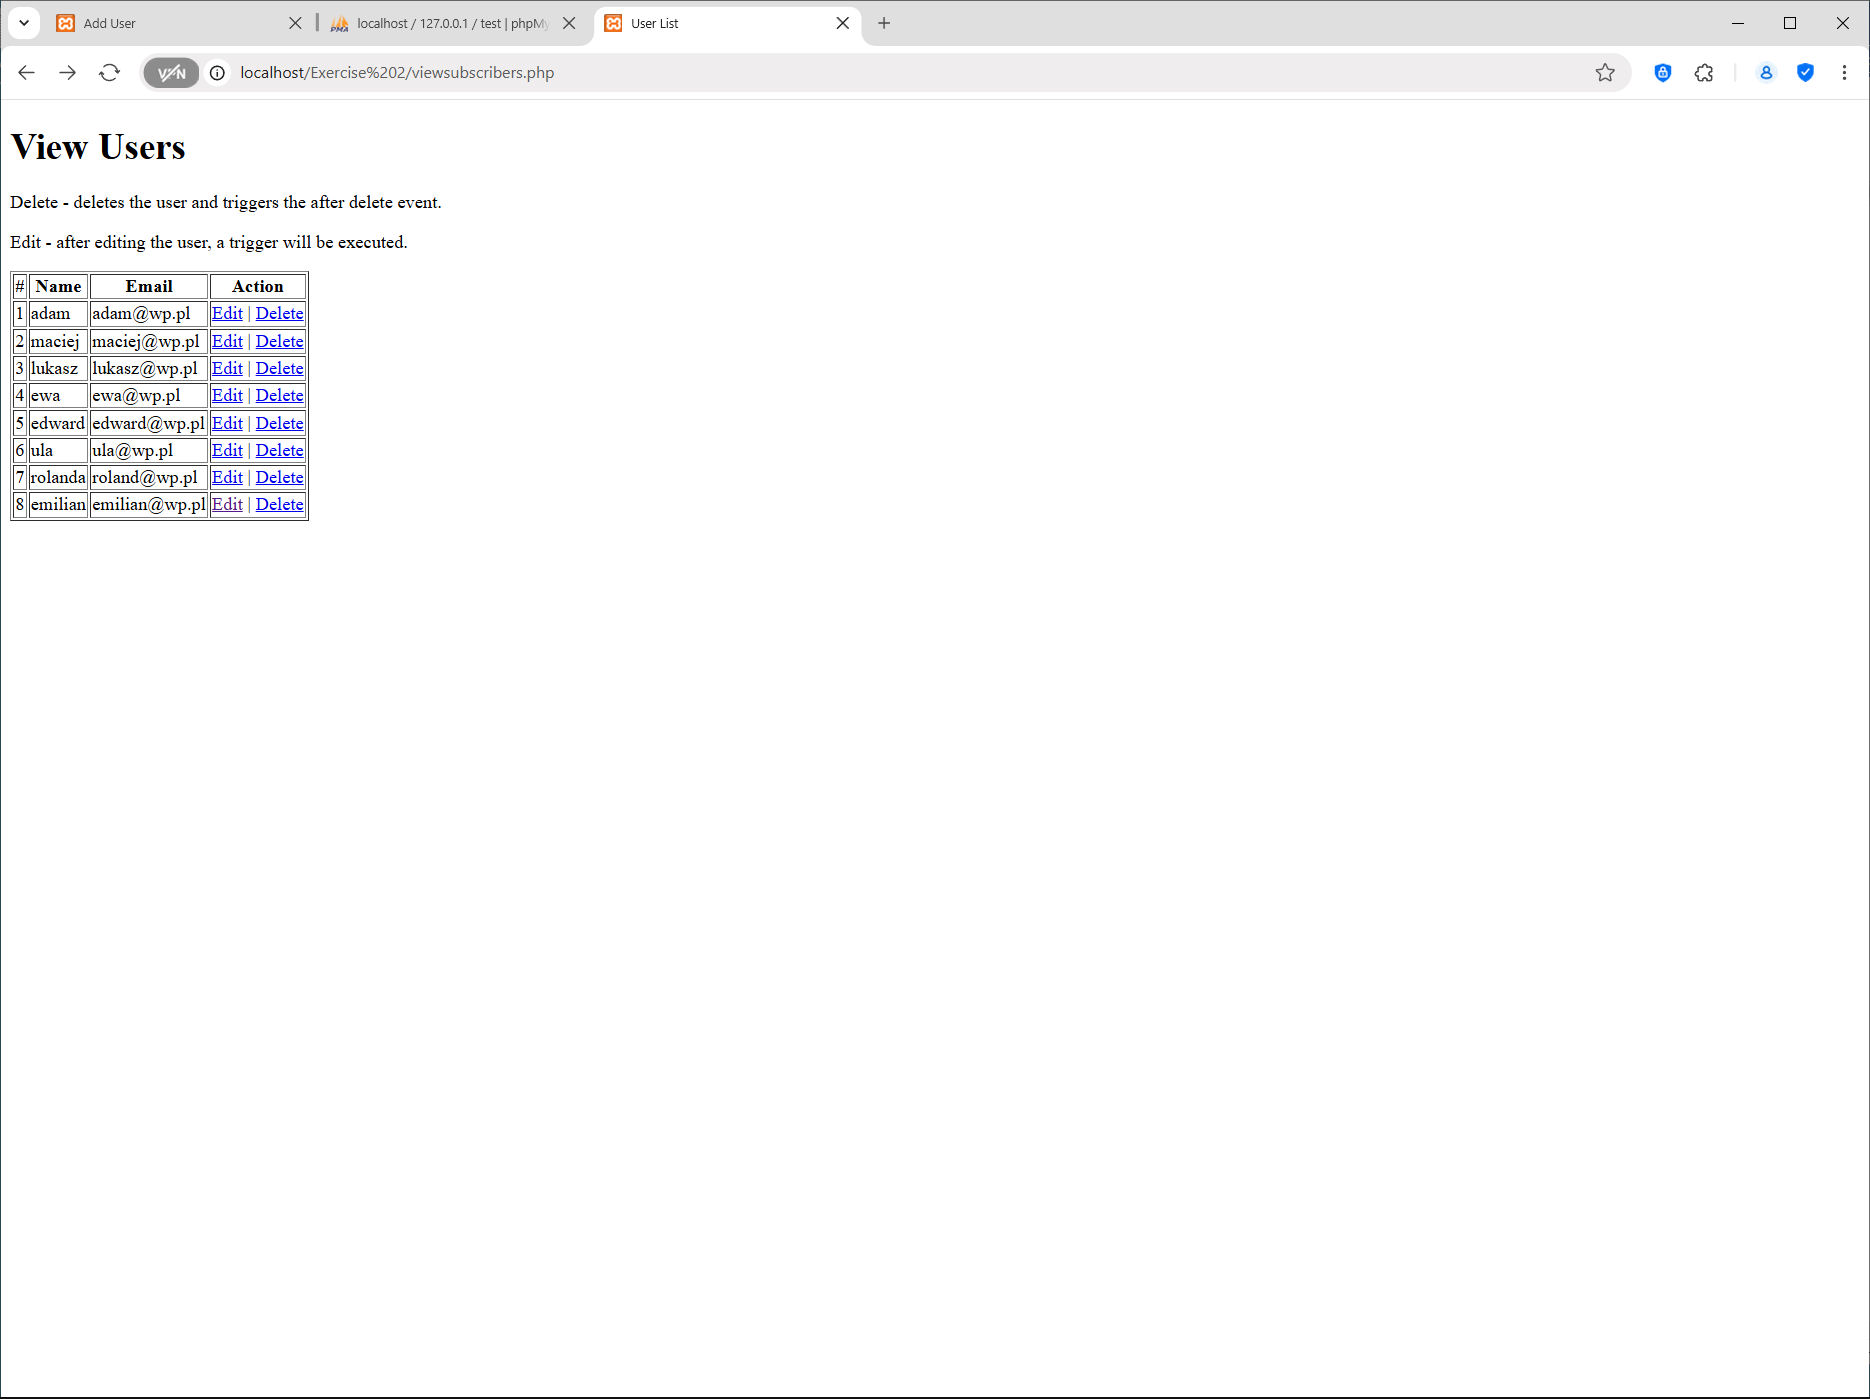 Add User
localhost / 127.0.0.1 / test | phpMy
User List
VPN
localhost/Exercise%202/viewsubscribers.php
View Users
Delete - deletes the user and triggers the after delete event.
Edit - after editing the user, a trigger will be executed.
# Name Email Action
1 adam adam@wp.pl Edit | Delete
2 maciej maciej@wp.pl Edit | Delete
3 lukasz lukasz@wp.pl Edit | Delete
4 ewa ewa@wp.pl Edit | Delete
5 edward edward@wp.pl Edit | Delete
6 ula ula@wp.pl Edit | Delete
7 rolanda roland@wp.pl Edit | Delete
8 emilian emilian@wp.pl Edit | Delete